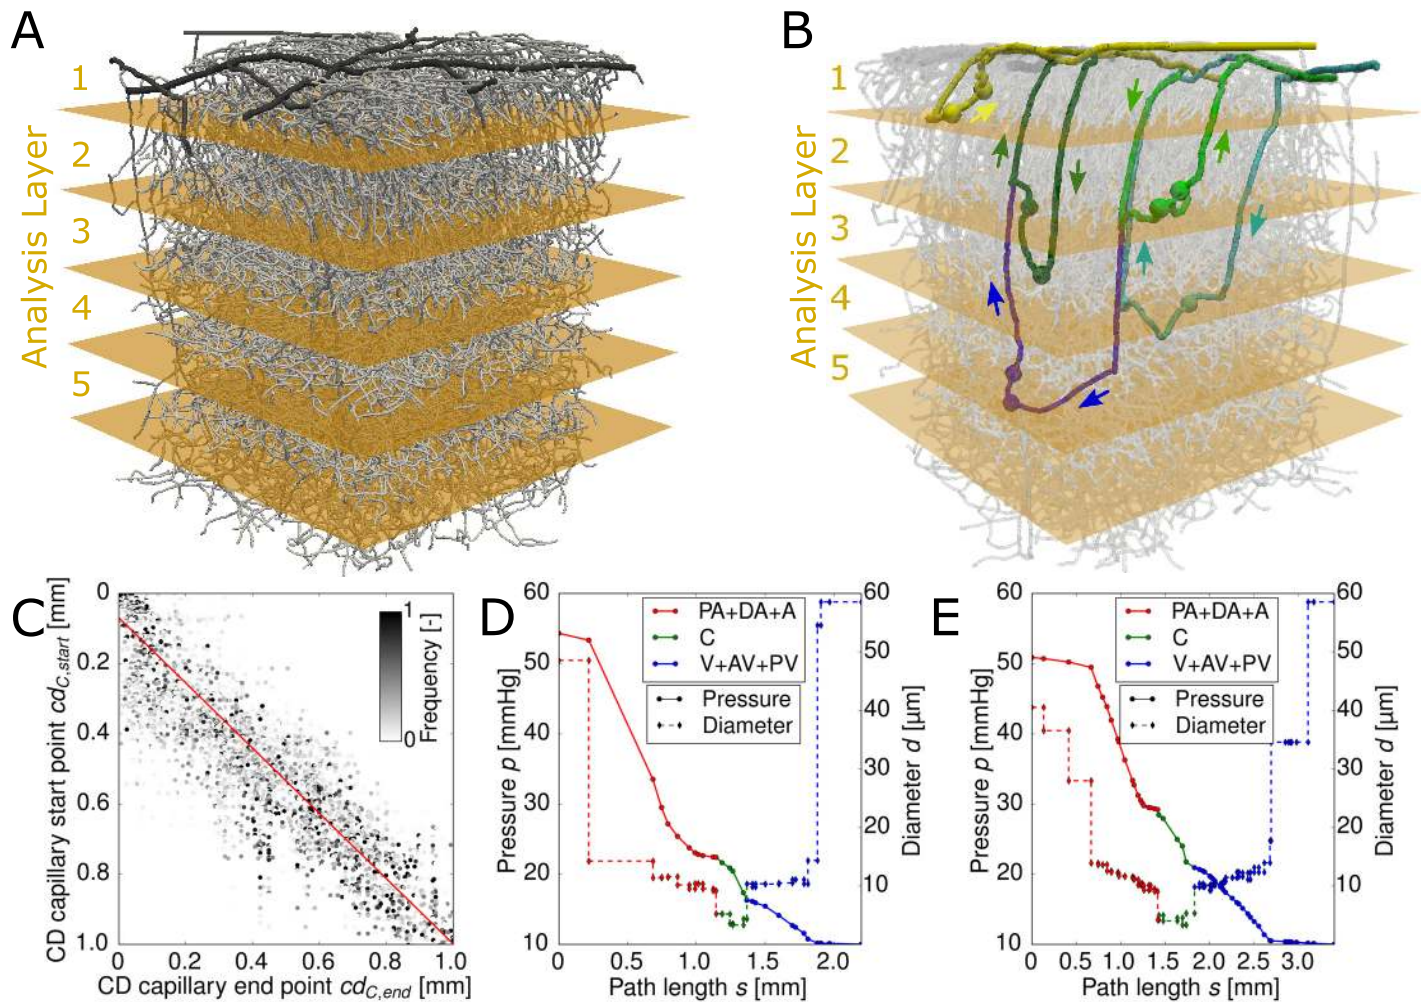 A
1
2
3
4
5
Analysis Layer
B
1
2
3
4
5
Analysis Layer
C
CD capillary start point cd_C,start [mm]
0
0.2
0.4
0.6
0.8
1.0
0 0.2 0.4 0.6 0.8 1.0
CD capillary end point cd_C,end [mm]
1
0
Frequency [-]
D
Pressure p [mmHg]
60
50
40
30
20
10
PA+DA+A
C
V+AV+PV
Pressure
Diameter
60
50
40
30
20
10
Diameter d [µm]
0 0.5 1.0 1.5 2.0
Path length s [mm]
E
Pressure p [mmHg]
60
50
40
30
20
10
PA+DA+A
C
V+AV+PV
Pressure
Diameter
60
50
40
30
20
10
Diameter d [µm]
0 0.5 1.0 1.5 2.0 2.5 3.0
Path length s [mm]